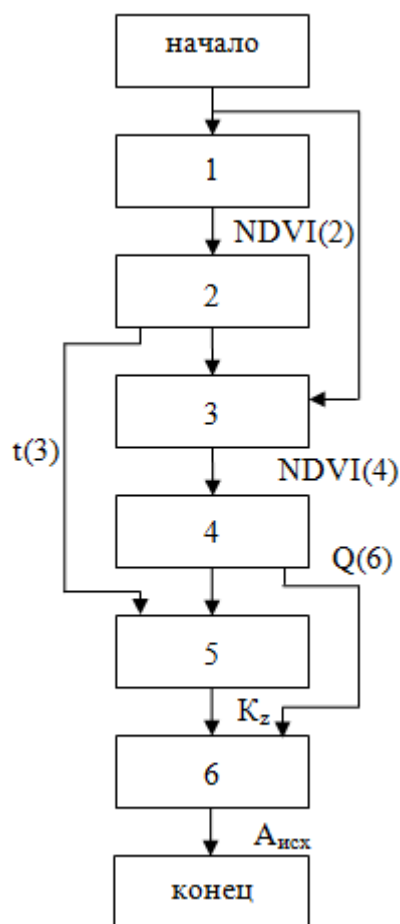 начало
1
NDVI(2)
2
3
t(3)
NDVI(4)
4
Q(6)
5
Kz
6
Aисх
конец